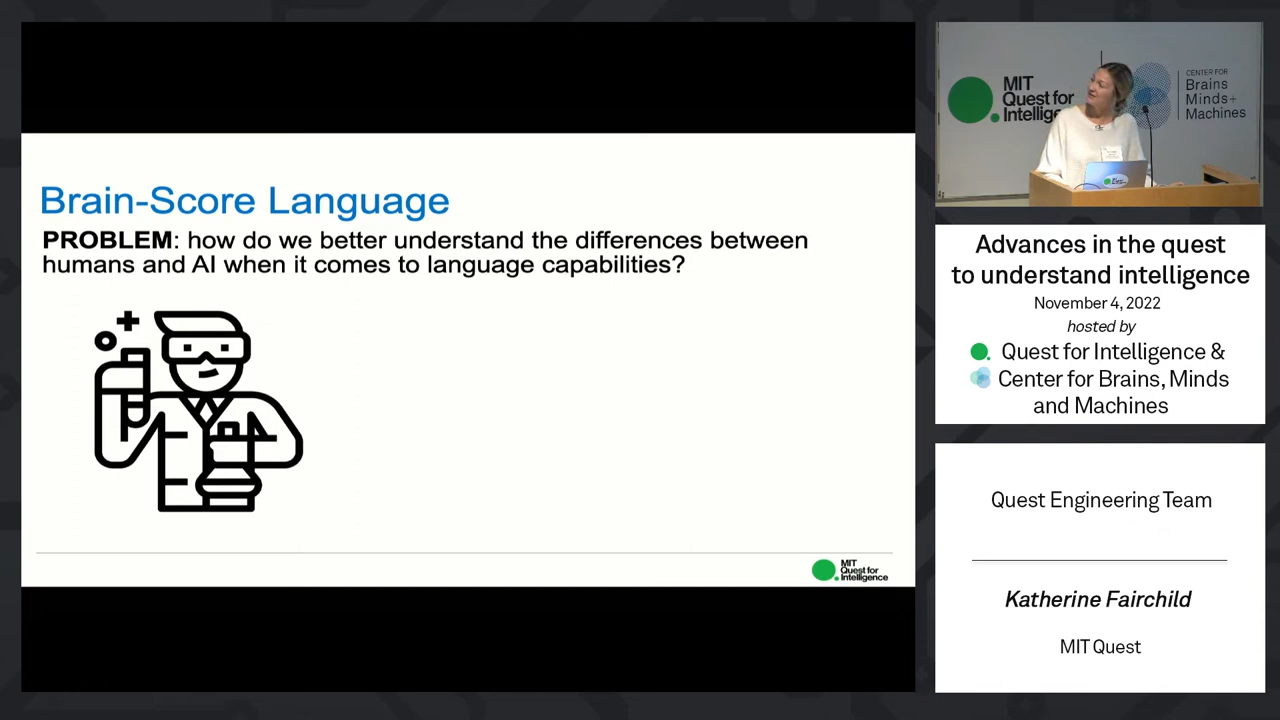 Brain-Score Language
PROBLEM: how do we better understand the differences between
humans and AI when it comes to language capabilities?
MIT
Quest for
Intelligence
MIT
Quest for
Intellige
CENTER FOR
Brains
Minds+
Machines
Advances in the quest
to understand intelligence
November 4, 2022
hosted by
Quest for Intelligence &
Center for Brains, Minds
and Machines
Quest Engineering Team
Katherine Fairchild
MIT Quest